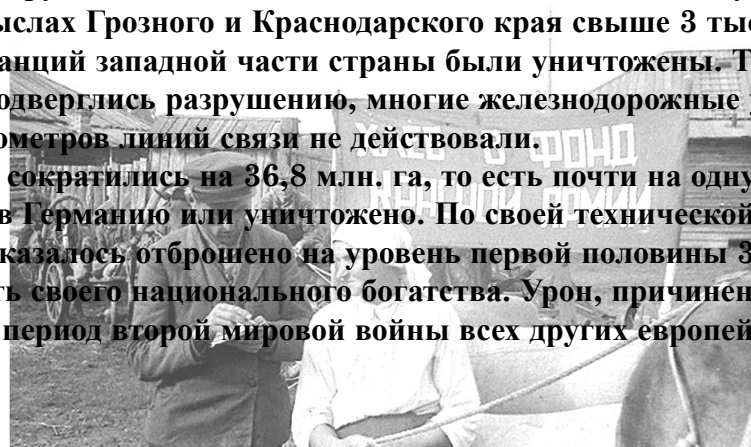 ыслах Грозного и Краснодарского края свыше 3 тыс
анций западной части страны были уничтожены. Т
одверглись разрушению, многие железнодорожные
ометров линий связи не действовали.
сократились на 36,8 млн. га, то есть почти на одну
в Германию или уничтожено. По своей технической
казалось отброшено на уровень первой половины 3
ть своего национального богатства. Урон, причинен
период второй мировой войны всех других европей
ХЛЕБ В ФОНД
КРАСНОЙ АРМИИ